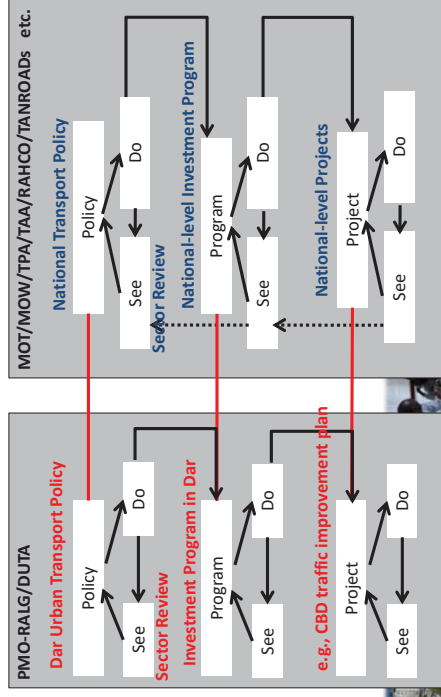 PMO-RALG/DUTA
Dar Urban Transport Policy
Policy
See
Do
Sector Review
Investment Program in Dar
Program
See
Do
e.g., CBD traffic improvement plan
Project
See
Do
MOT/MOW/TPA/TAA/RAHCO/TANROADs etc.
National Transport Policy
Policy
See
Do
Sector Review
National-level Investment Program
Program
See
Do
National-level Projects
Project
See
Do